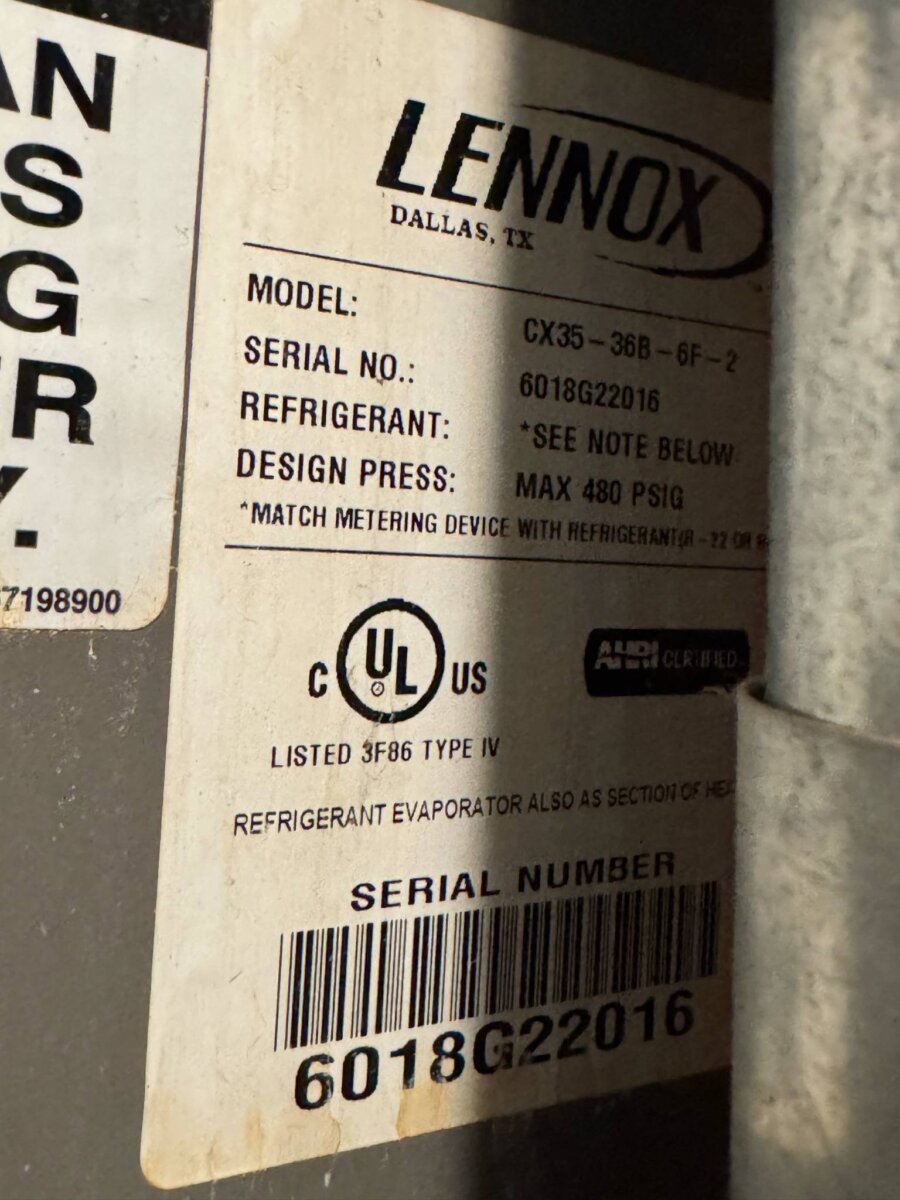 AN
S
G
R
.
7198900
LENNOX
DALLAS, TX
MODEL: CX35-36B-6F-2
SERIAL NO.: 6018G22016
REFRIGERANT: *SEE NOTE BELOW
DESIGN PRESS: MAX 480 PSIG
*MATCH METERING DEVICE WITH REFRIGERANT(R-22 OR
C UL US
AHRI CERTIFIED
LISTED 3F86 TYPE IV
REFRIGERANT EVAPORATOR ALSO AS SECTION OF
SERIAL NUMBER
6018G22016